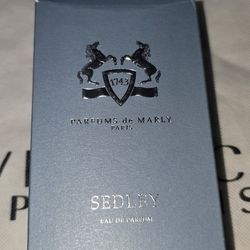 1743
PARFUMS de MARLY
PARIS
SEDLEY
EAU DE PARFUM